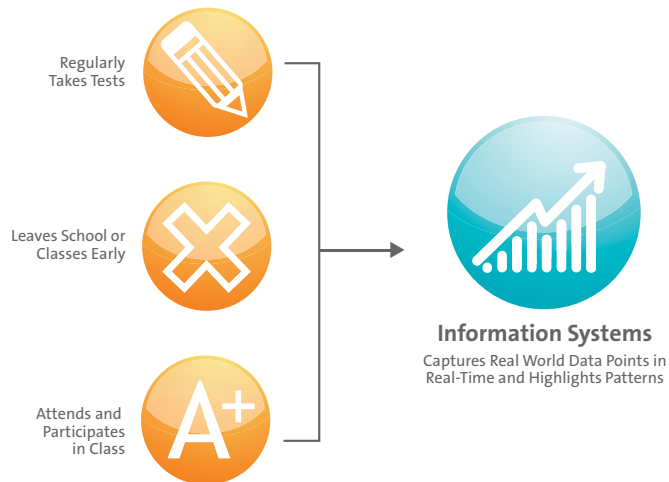 Regularly
Takes Tests
Leaves School or
Classes Early
Attends and
Participates
in Class
A+
Information Systems
Captures Real World Data Points in
Real-Time and Highlights Patterns